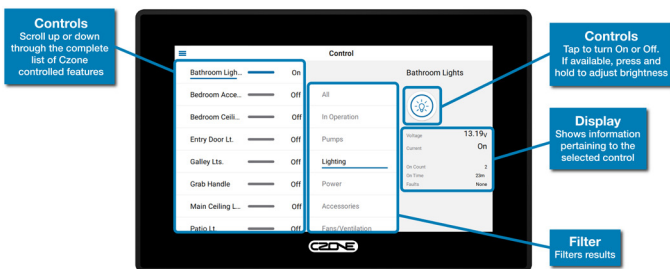 Controls
Scroll up or down
through the complete
list of Czone
controlled features
Control
Bathroom Ligh... On
Bedroom Acce... Off
Bedroom Ceili... Off
Entry Door Lt. Off
Galley Lts. Off
Grab Handle Off
Main Ceiling L... Off
Patio Lt. Off
All
In Operation
Pumps
Lighting
Power
Accessories
Fans/Ventilation
Bathroom Lights
Voltage 13.19V
Current On
On Count 2
On Time 23m
Faults None
CZONE
Controls
Tap to turn On or Off.
If available, press and
hold to adjust brightness
Display
Shows information
pertaining to the
selected control
Filter
Filters results